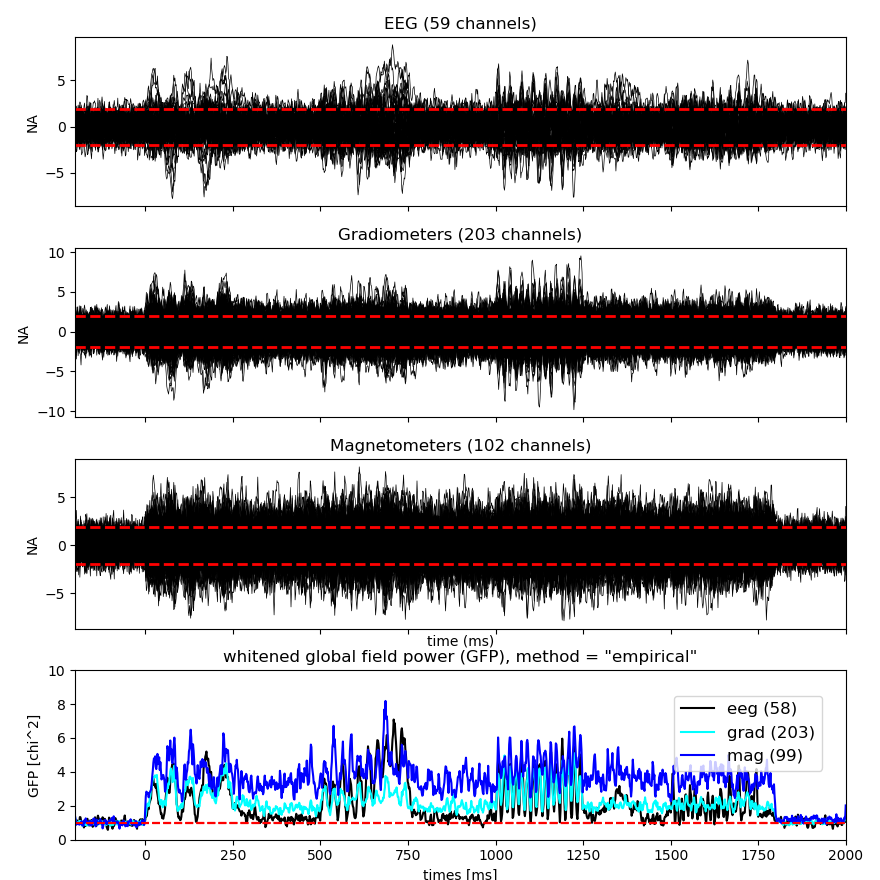 EEG (59 channels)
5
0
−5
NA
Gradiometers (203 channels)
10
5
0
−5
−10
NA
Magnetometers (102 channels)
5
0
−5
NA
time (ms)
whitened global field power (GFP), method = "empirical"
10
8
6
4
2
0
GFP [chi^2]
eeg (58)
grad (203)
mag (99)
0 250 500 750 1000 1250 1500 1750 2000
times [ms]